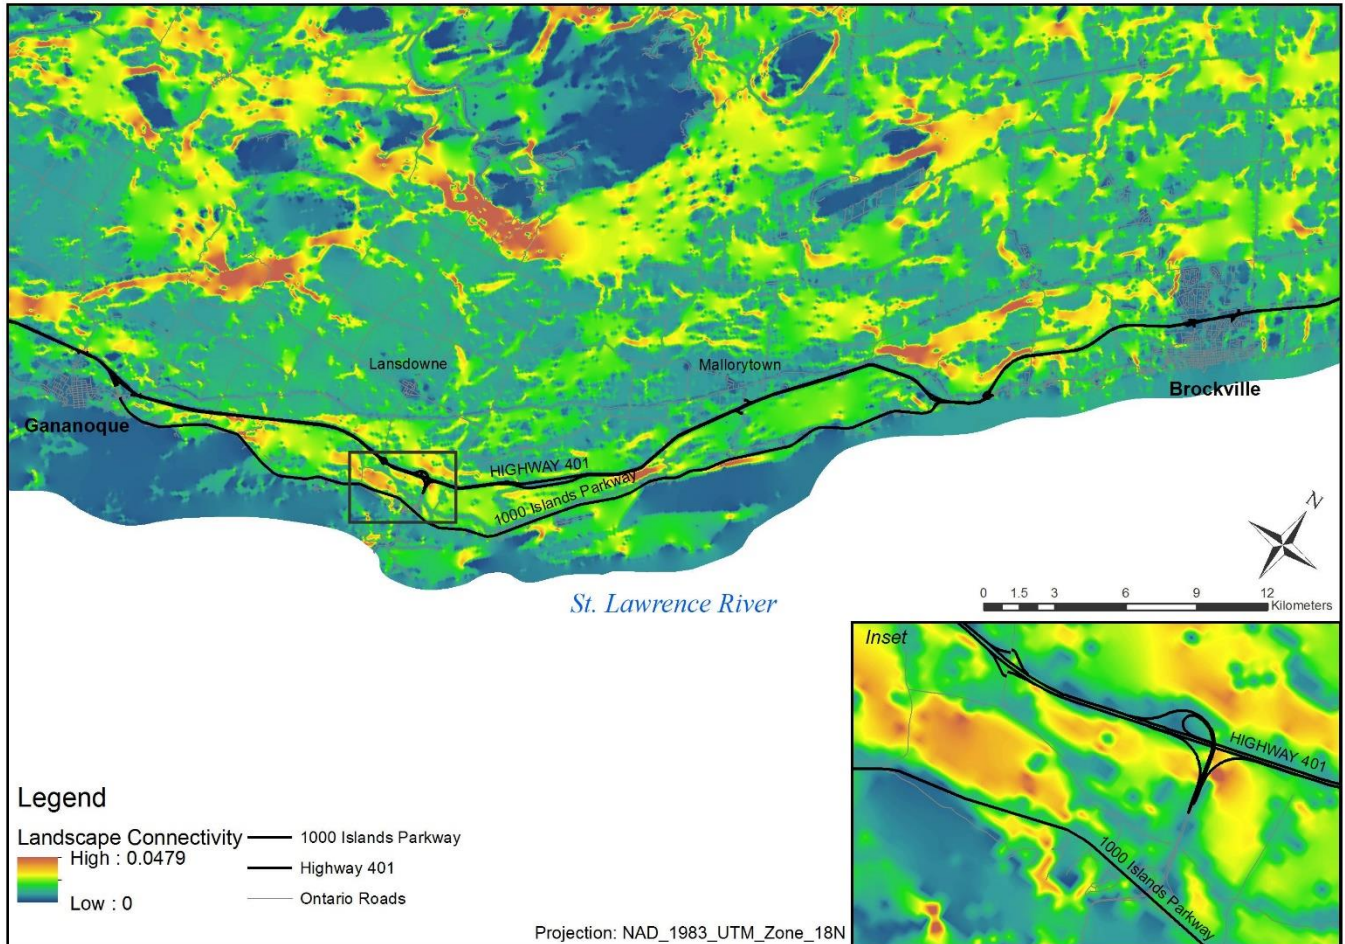 Lansdowne
Mallorytown
Brockville
Gananoque
HIGHWAY 401
1000 Islands Parkway
N
St. Lawrence River
0 1.5 3 6 9 12
Kilometers
Inset
HIGHWAY 401
1000 Islands Parkway
Legend
Landscape Connectivity
High : 0.0479
Low : 0
1000 Islands Parkway
Highway 401
Ontario Roads
Projection: NAD_1983_UTM_Zone_18N